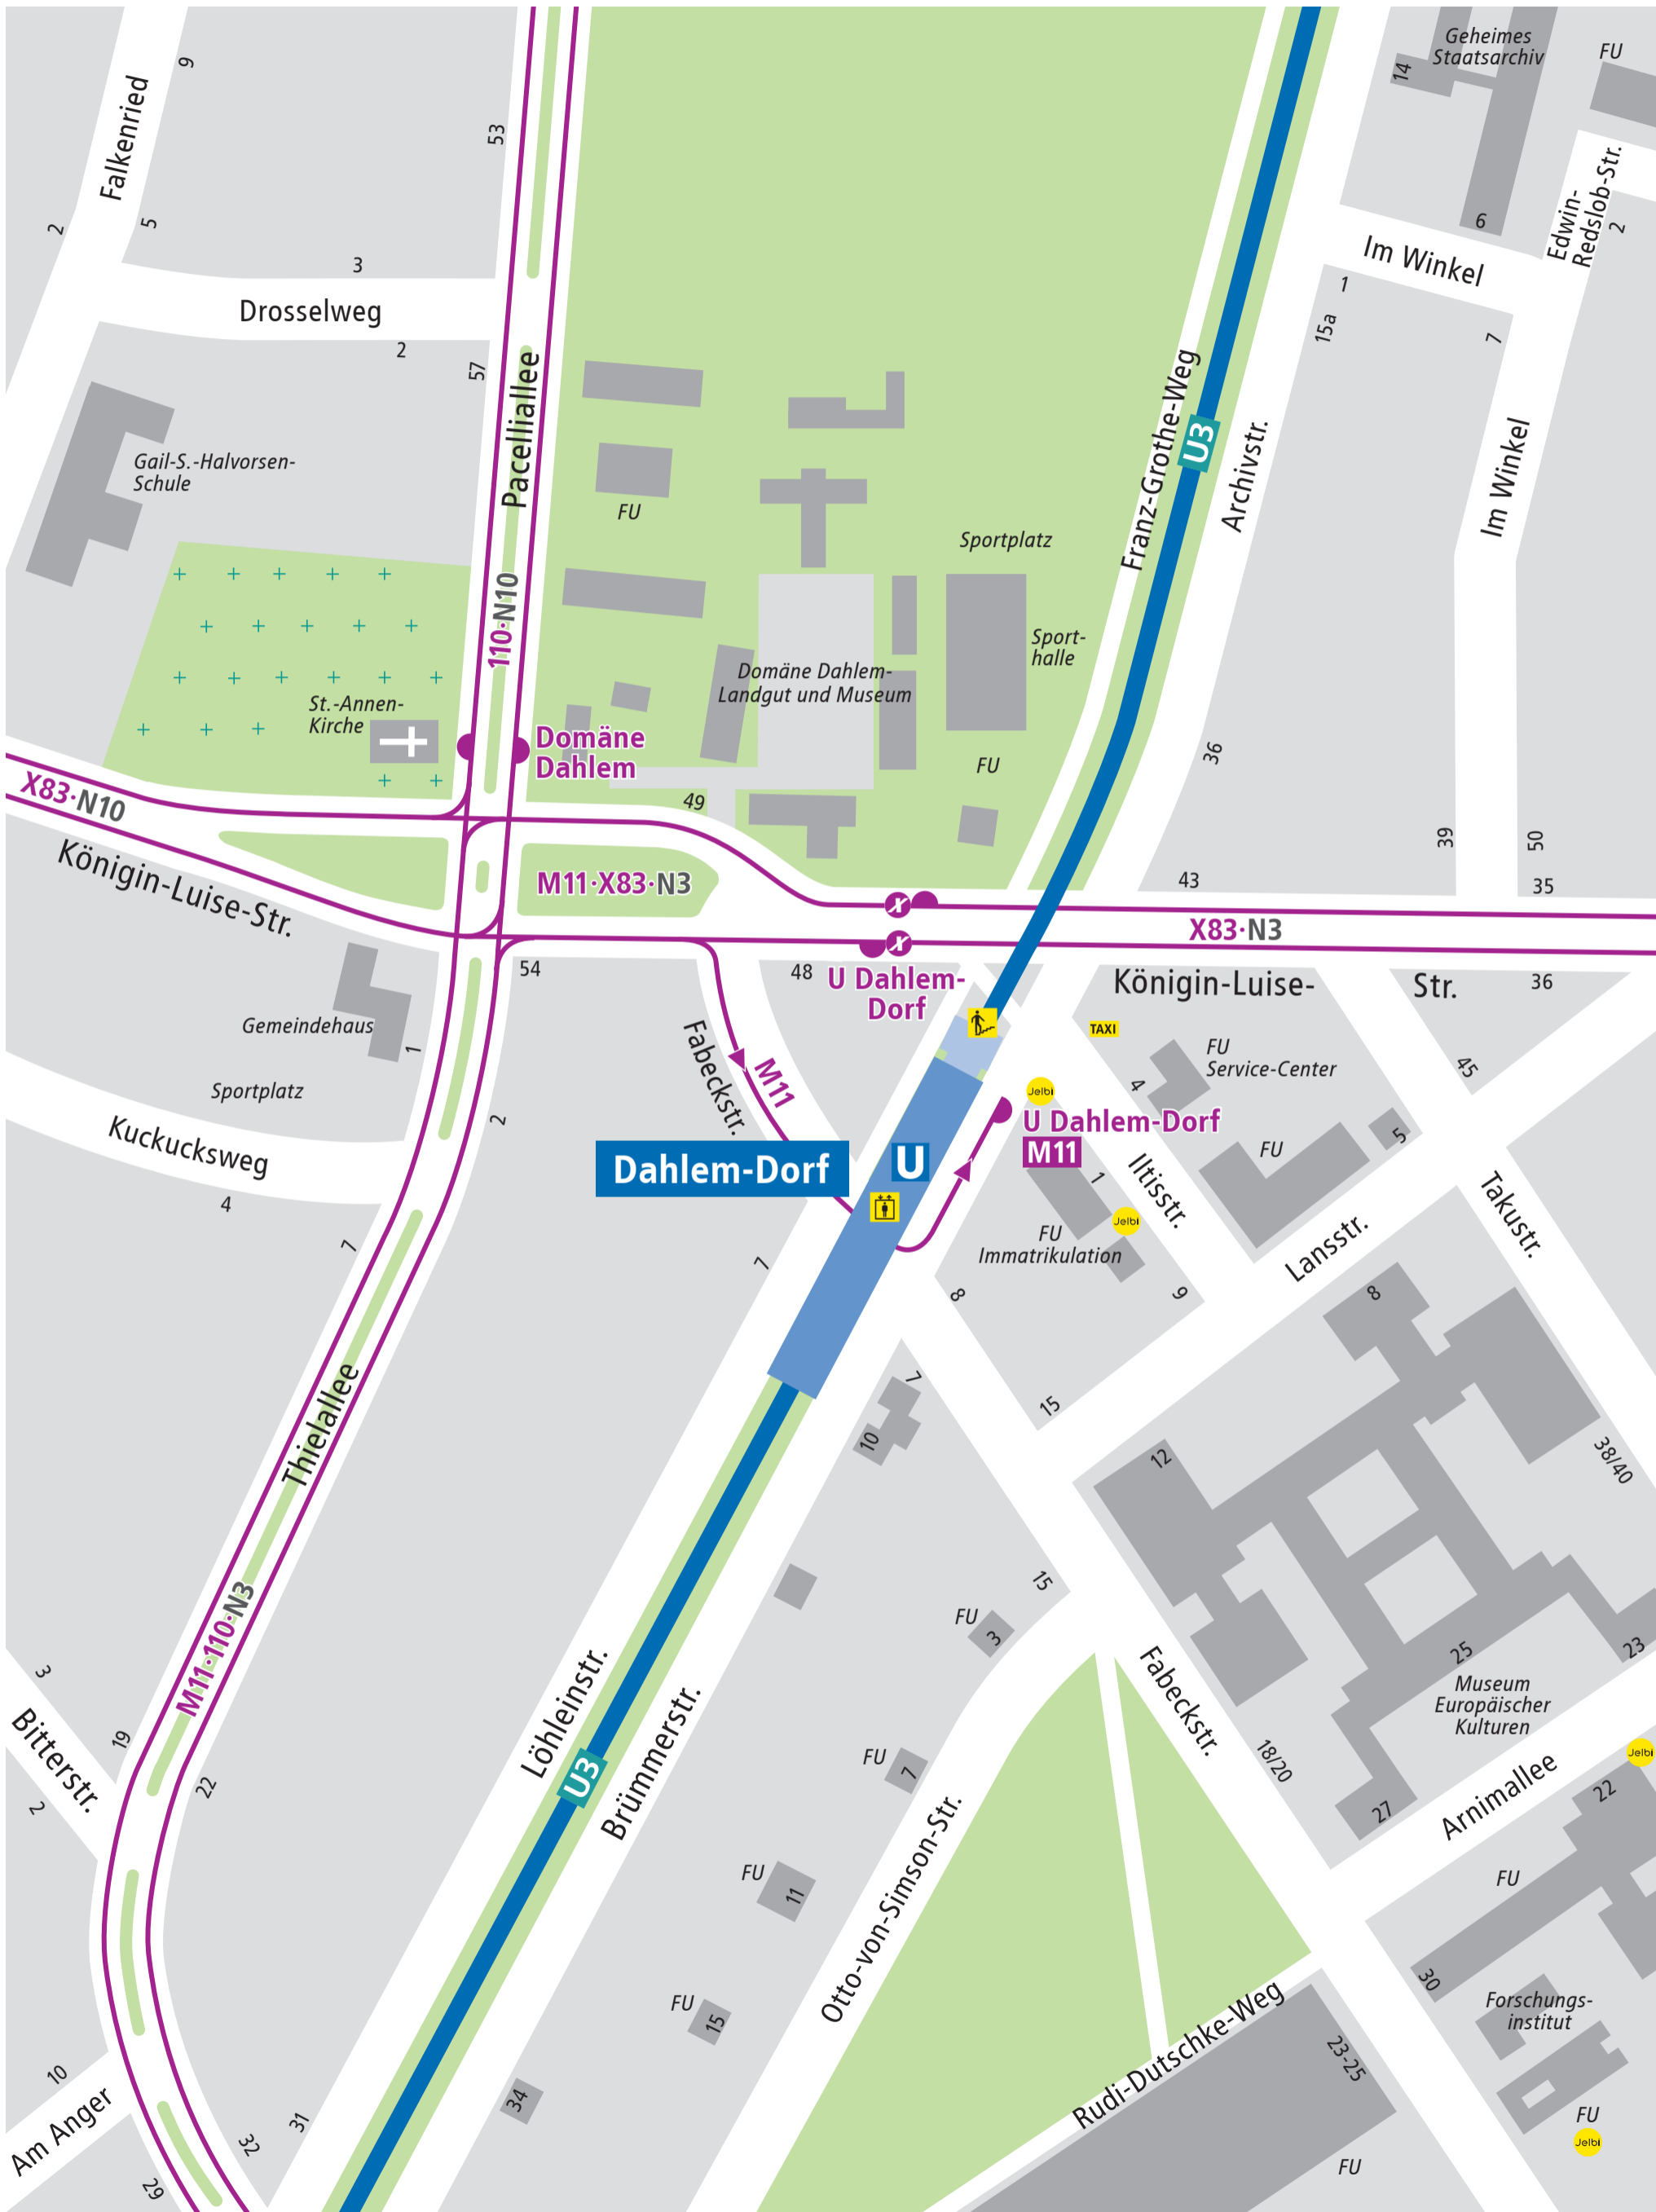 Geheimes
Staatsarchiv
FU
14
9
Falkenried
53
2
5
3
Drosselweg
2
57
6
Edwin-
Redslob-Str.
2
Im Winkel
1
15a
7
Pacelliallee
Franz-Grothe-Weg
U3
Archivstr.
Im Winkel
Gail-S.-Halvorsen-
Schule
FU
Sportplatz
110·N10
Sport-
halle
Domäne Dahlem-
Landgut und Museum
St.-Annen-
Kirche
Domäne
Dahlem
FU
36
X83·N10
49
39
50
Königin-Luise-Str.
M11·X83·N3
43
35
X
X83·N3
X
54
48
U Dahlem-
Dorf
Königin-Luise-
Str.
36
Gemeindehaus
1
Sportplatz
Fabeckstr.
M11
TAXI
FU
Service-Center
4
45
Jelbi
U Dahlem-Dorf
M11
2
Kuckucksweg
4
Dahlem-Dorf
U
FU
5
1
Iltisstr.
Jelbi
Takustr.
7
7
FU
Immatrikulation
Lansstr.
8
9
8
Thielallee
7
10
15
12
38/40
M11·110·N3
15
FU
3
3
Bitterstr.
19
22
2
Löhleinstr.
U3
Brümmerstr.
Fabeckstr.
25
23
Museum
Europäischer
Kulturen
18/20
FU
7
27
Arnimallee
Jelbi
22
FU
11
Otto-von-Simson-Str.
FU
30
Forschungs-
institut
FU
15
Rudi-Dutschke-Weg
23-25
10
Am Anger
31
32
29
34
FU
Jelbi
FU